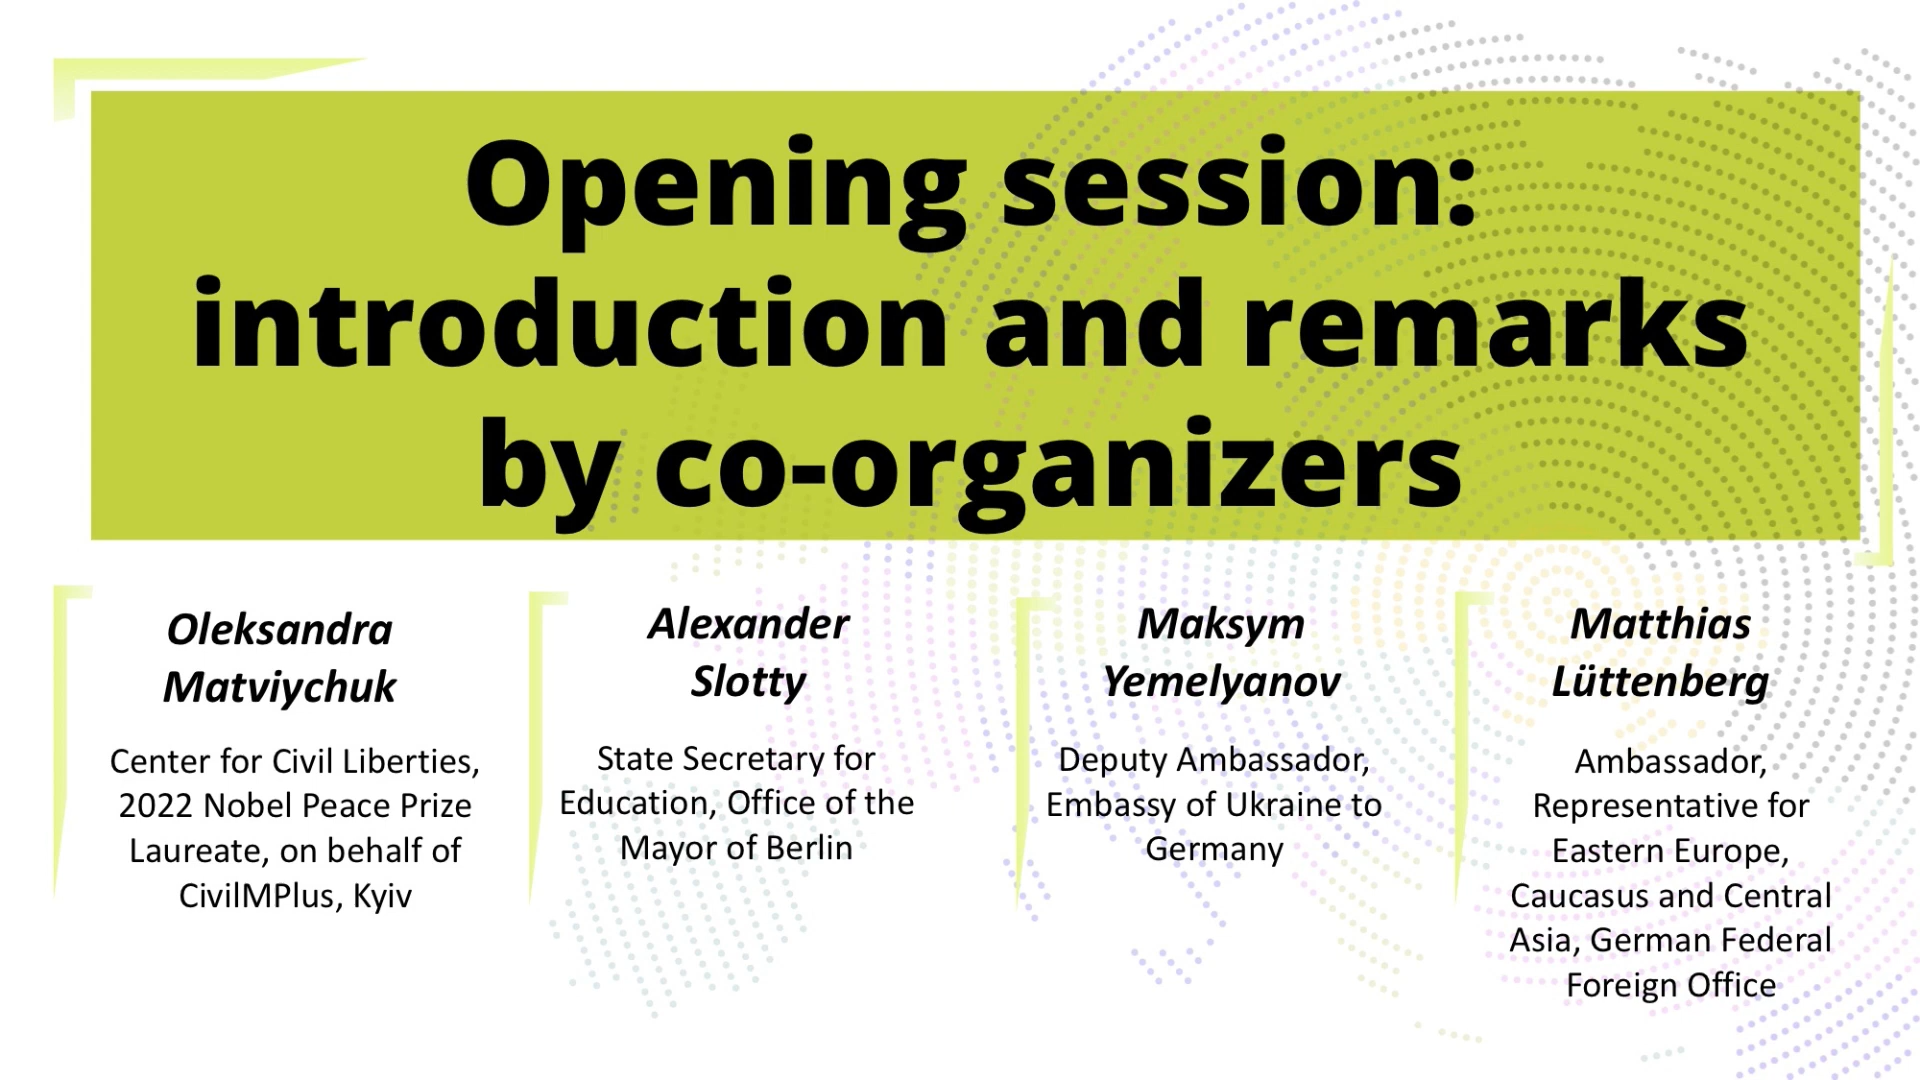 Opening session:
introduction and remarks
by co-organizers
Oleksandra
Matviychuk
Center for Civil Liberties,
2022 Nobel Peace Prize
Laureate, on behalf of
CivilMPlus, Kyiv
Alexander
Slotty
State Secretary for
Education, Office of the
Mayor of Berlin
Maksym
Yemelyanov
Deputy Ambassador,
Embassy of Ukraine to
Germany
Matthias
Lüttenberg
Ambassador,
Representative for
Eastern Europe,
Caucasus and Central
Asia, German Federal
Foreign Office